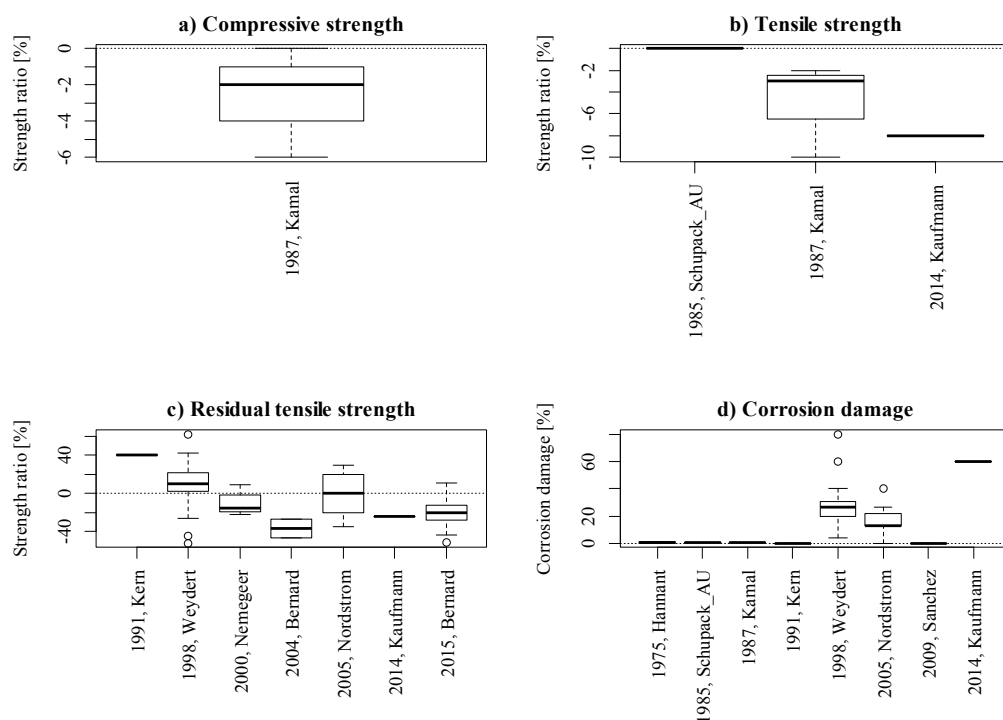 a) Compressive strength
Strength ratio [%]
0
-2
-4
-6
1987, Kamal
b) Tensile strength
Strength ratio [%]
-2
-6
-10
1985, Schupack_AU
1987, Kamal
2014, Kaufmann
c) Residual tensile strength
Strength ratio [%]
40
0
-40
1991, Kern
1998, Weydert
2000, Nemegeer
2004, Bernard
2005, Nordstrom
2014, Kaufmann
2015, Bernard
d) Corrosion damage
Corrosion damage [%]
60
20
0
1975, Hannant
1985, Schupack_AU
1987, Kamal
1991, Kern
1998, Weydert
2005, Nordstrom
2009, Sanchez
2014, Kaufmann